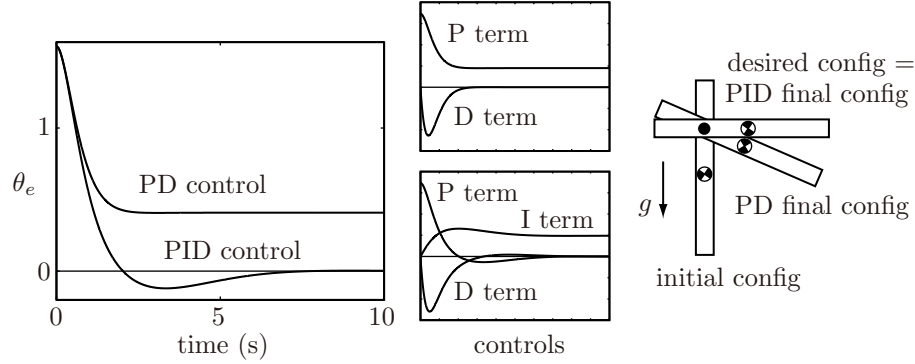 1
θe
0
PD control
PID control
0
5
10
time (s)
P term
D term
P term
I term
D term
controls
desired config =
PID final config
g
PD final config
initial config